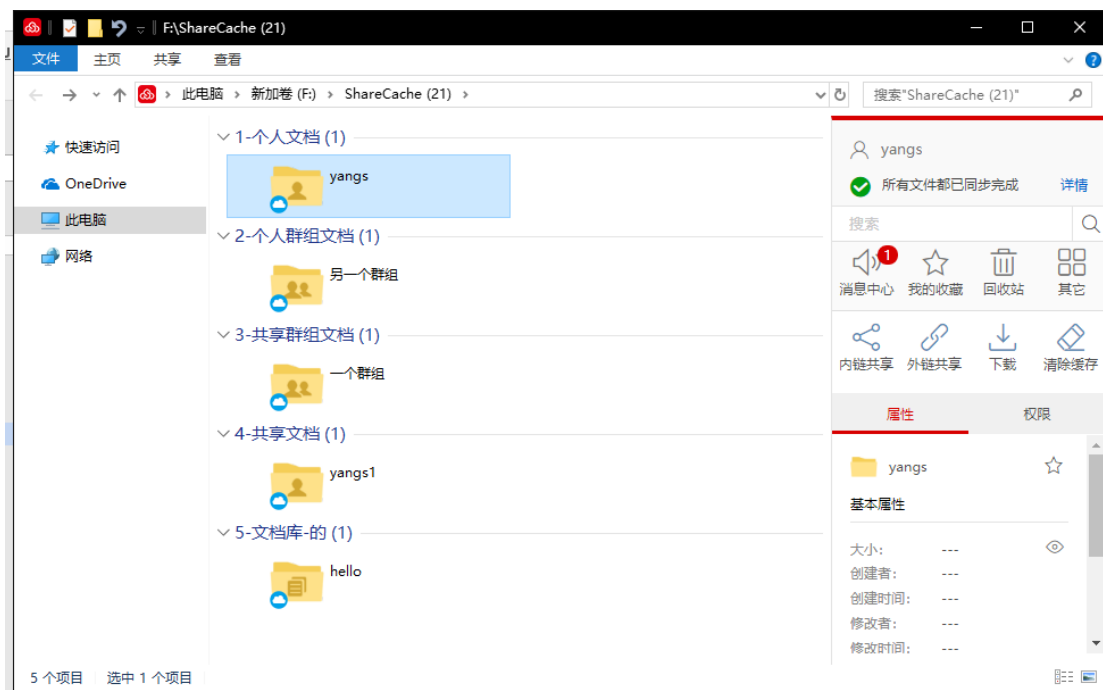 F:\ShareCache (21)
文件 主页 共享 查看
此电脑 新加卷 (F:) ShareCache (21)
搜索"ShareCache (21)"
快速访问
OneDrive
此电脑
网络
1-个人文档 (1)
yangs
2-个人群组文档 (1)
另一个群组
3-共享群组文档 (1)
一个群组
4-共享文档 (1)
yangs1
5-文档库-的 (1)
hello
yangs
所有文件都已同步完成 详情
搜索
1
消息中心 我的收藏 回收站 其它
内链共享 外链共享 下载 清除缓存
属性 权限
yangs
基本属性
大小: ---
创建者: ---
创建时间: ---
修改者: ---
修改时间: ---
5 个项目 选中 1 个项目